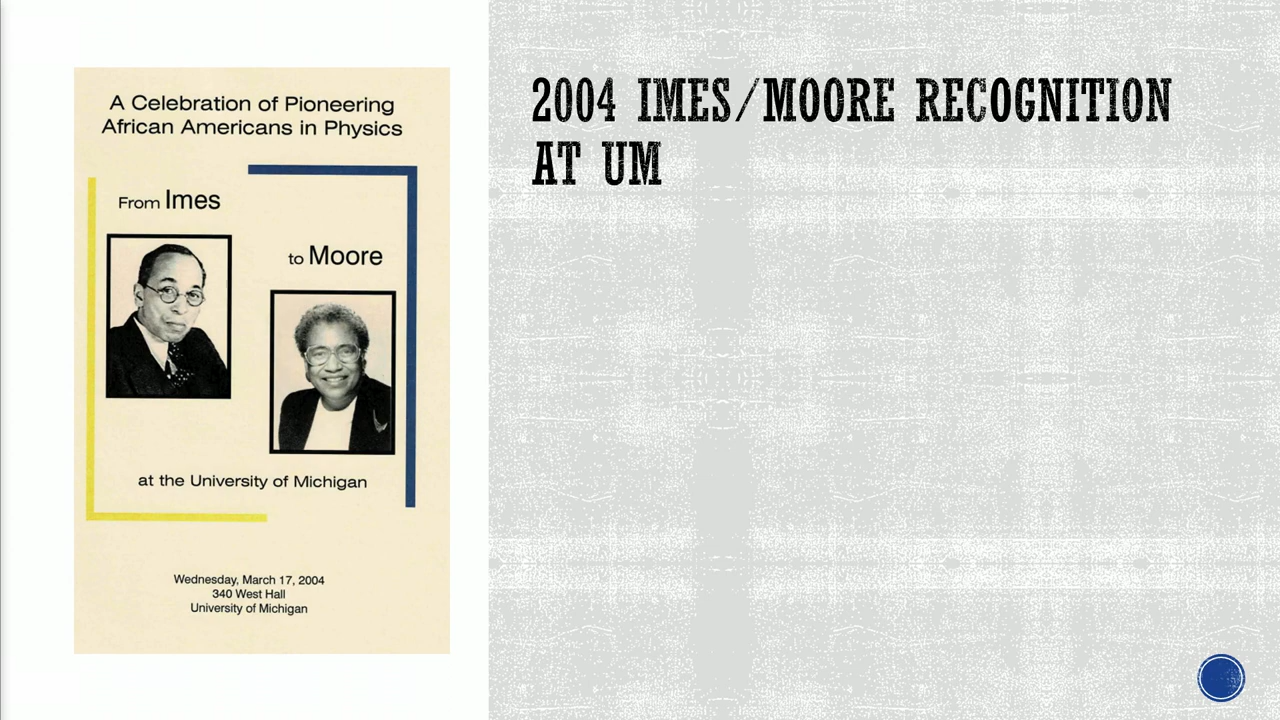 A Celebration of Pioneering
African Americans in Physics
From Imes
to Moore
at the University of Michigan
Wednesday, March 17, 2004
340 West Hall
University of Michigan
2004 IMES/MOORE RECOGNITION
AT UM